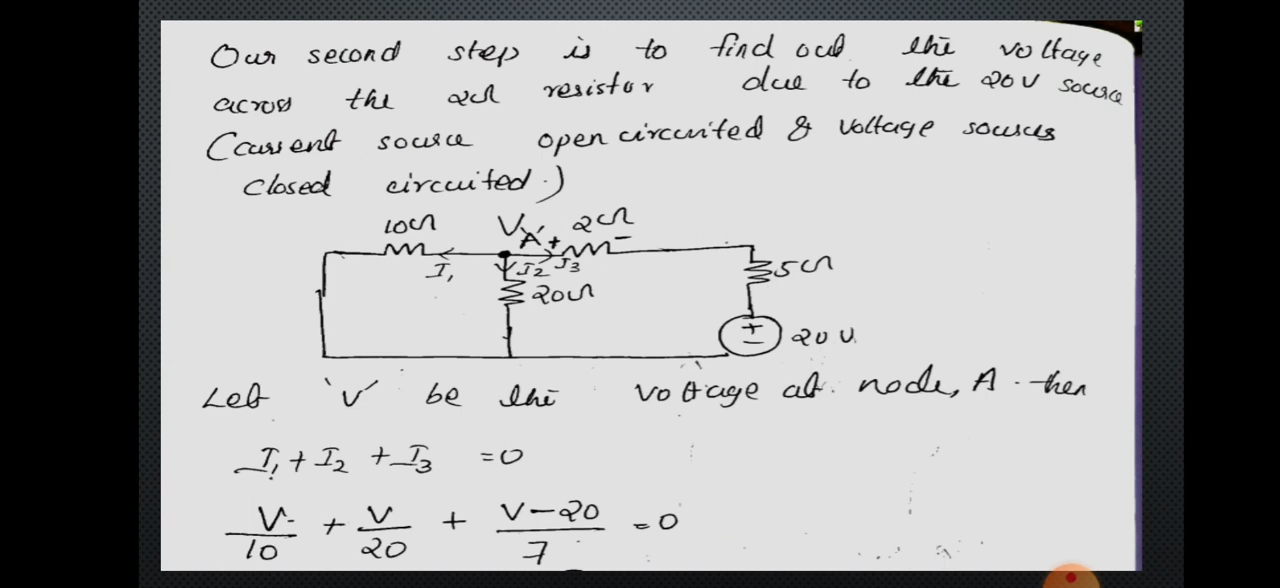 Our second step is to find out the voltage
across the 2Ω resistor due to the 20V source
(current source open circuited & Voltage sources
closed circuited.)
10Ω V A + 2Ω -
I₁ I₂ I₃
20Ω 5Ω
+ - 20 V.
Let 'V' be the voltage at node, A. then
I₁ + I₂ + I₃ = 0
V/10 + V/20 + V-20/7 = 0